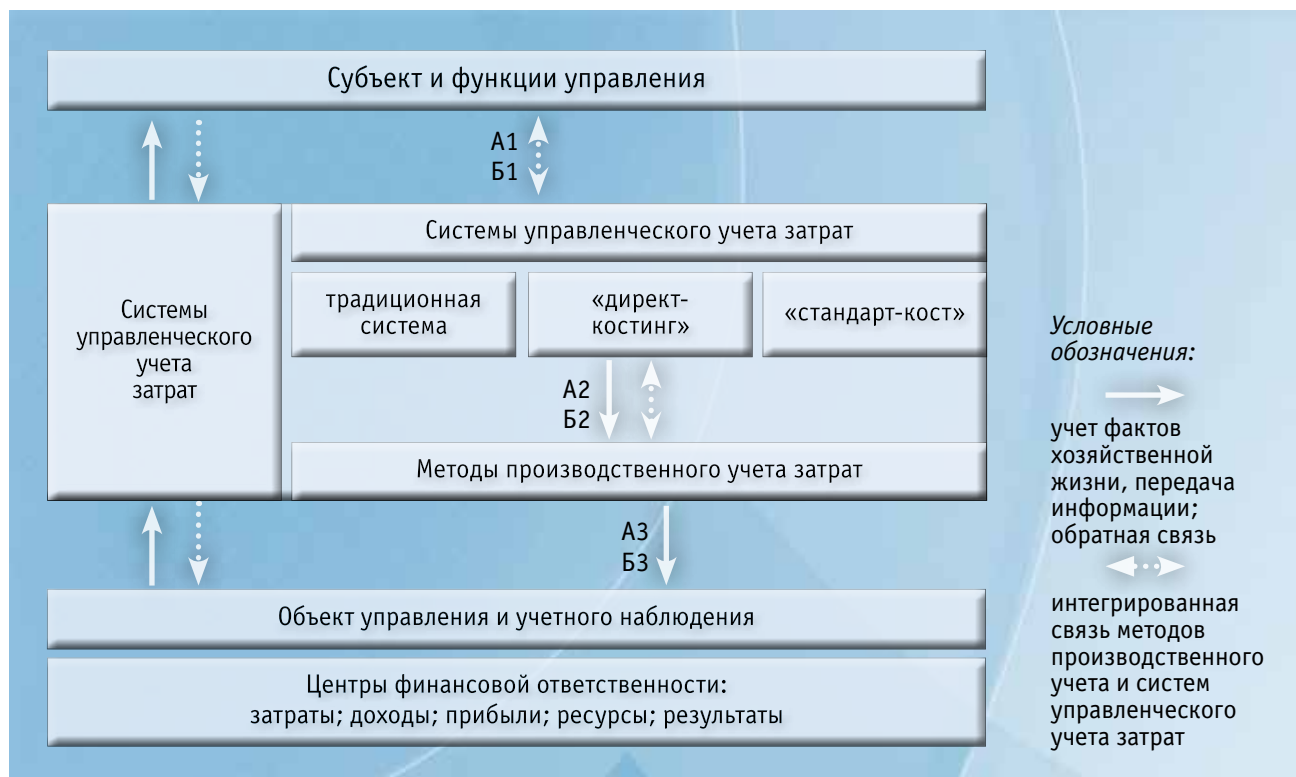 Субъект и функции управления
А1
Б1
Системы
управленческого
учета
затрат
Системы управленческого учета затрат
традиционная
система
«директ-
костинг»
«стандарт-кост»
А2
Б2
Методы производственного учета затрат
А3
Б3
Объект управления и учетного наблюдения
Центры финансовой ответственности:
затраты; доходы; прибыли; ресурсы; результаты
Условные
обозначения:
учет фактов
хозяйственной
жизни, передача
информации;
обратная связь
интегрированная
связь методов
производственного
учета и систем
управленческого
учета затрат